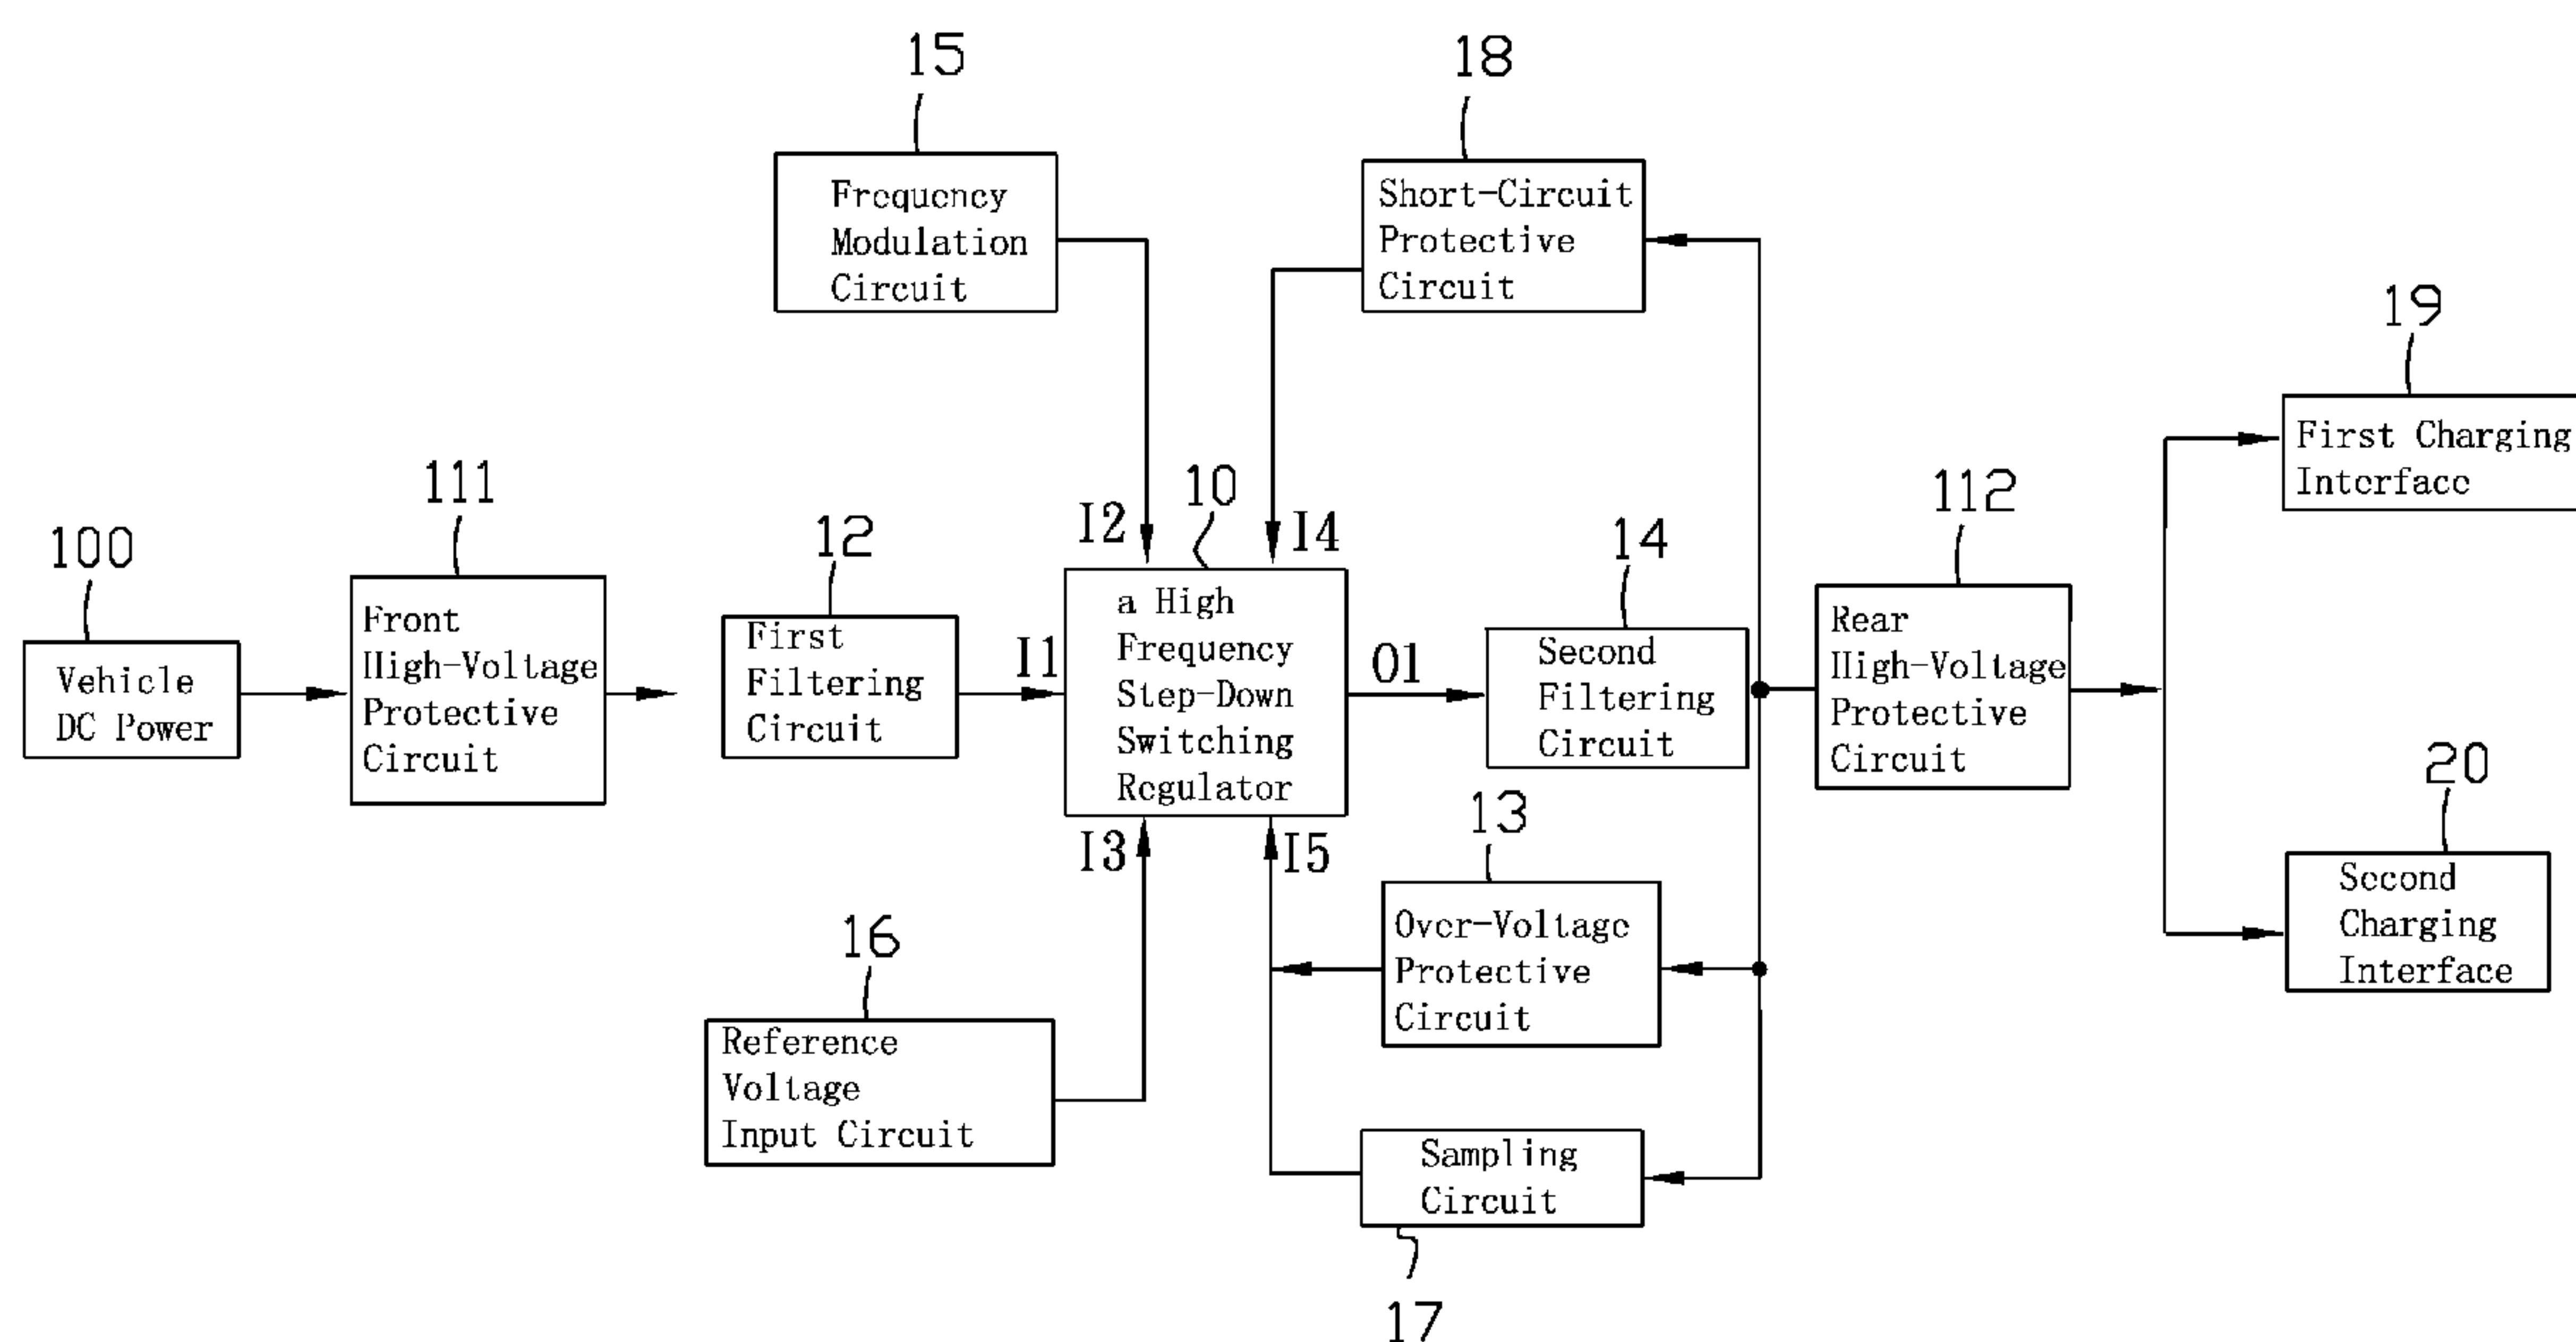 15
18
Frequency
Modulation
Circuit
Short-Circuit
Protective
Circuit
19
First Charging
Interface
111
10
112
100
12
I2
I4
14
Vehicle
DC Power
Front
High-Voltage
Protective
Circuit
First
Filtering
Circuit
I1
a High
Frequency
Step-Down
Switching
Regulator
O1
Second
Filtering
Circuit
Rear
High-Voltage
Protective
Circuit
20
Second
Charging
Interface
I3
I5
13
Over-Voltage
Protective
Circuit
16
Reference
Voltage
Input Circuit
Sampling
Circuit
17